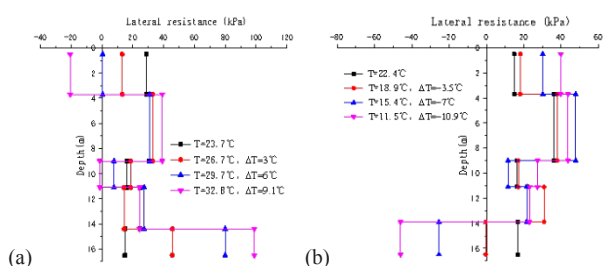 Lateral resistance (kPa)
−40 −20 0 20 40 60 80 100 120
0
2
4
6
8
10
12
14
16
Depth(m)
T=23.7℃
T=26.7℃, ΔT=3℃
T=29.7℃, ΔT=6℃
T=32.8℃, ΔT=9.1℃
(a)
Lateral resistance (kPa)
−80 −60 −40 −20 0 20 40 60
0
2
4
6
8
10
12
14
16
Depth(m)
T=22.4℃
T=18.9℃, ΔT=-3.5℃
T=15.4℃, ΔT=-7℃
T=11.5℃, ΔT=-10.9℃
(b)